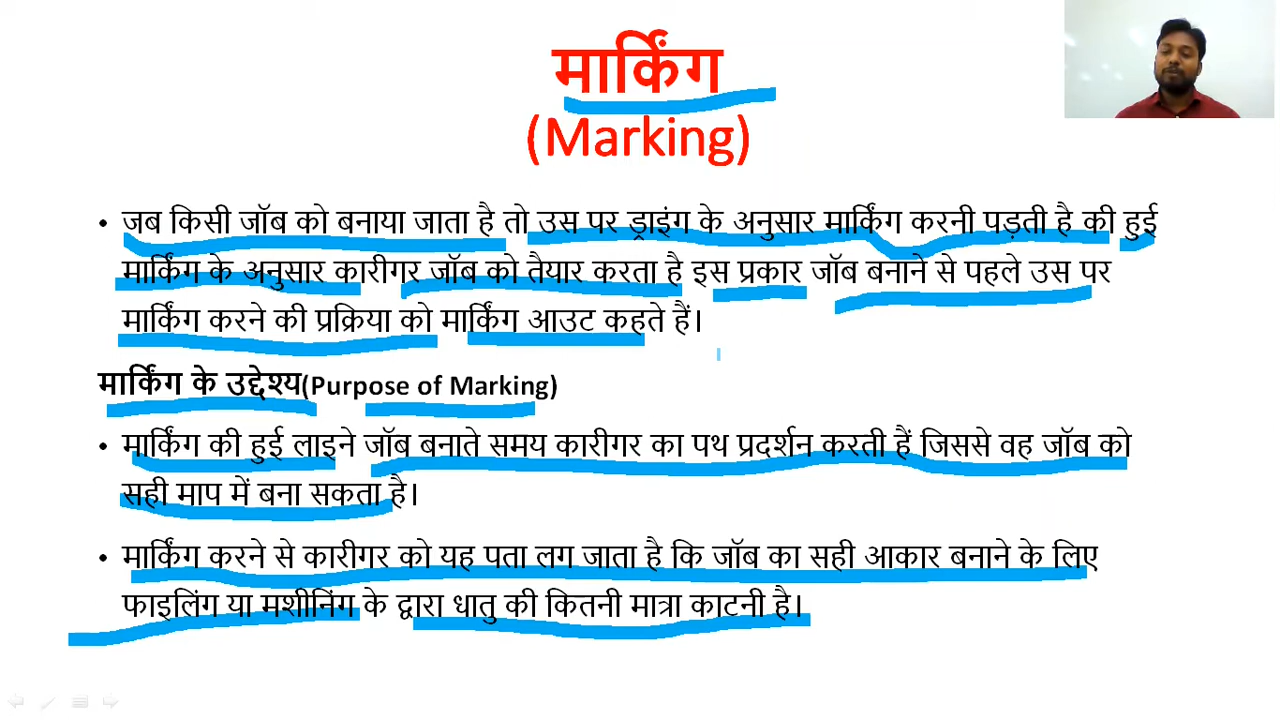 मार्किंग
(Marking)
• जब किसी जॉब को बनाया जाता है तो उस पर ड्राइंग के अनुसार मार्किंग करनी पड़ती है की हुई
मार्किंग के अनुसार कारीगर जॉब को तैयार करता है इस प्रकार जॉब बनाने से पहले उस पर
मार्किंग करने की प्रक्रिया को मार्किंग आउट कहते हैं।
मार्किंग के उद्देश्य(Purpose of Marking)
• मार्किंग की हुई लाइने जॉब बनाते समय कारीगर का पथ प्रदर्शन करती हैं जिससे वह जॉब को
सही माप में बना सकता है।
• मार्किंग करने से कारीगर को यह पता लग जाता है कि जॉब का सही आकार बनाने के लिए
फाइलिंग या मशीनिंग के द्वारा धातु की कितनी मात्रा काटनी है।